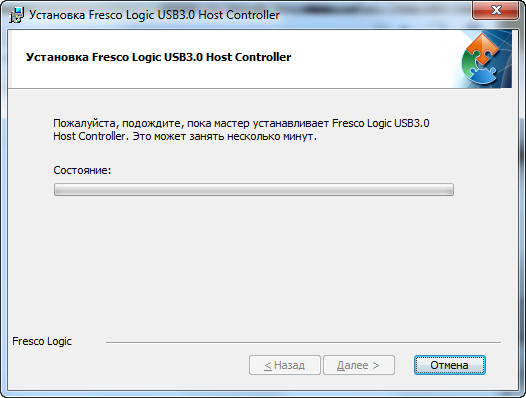 Установка Fresco Logic USB3.0 Host Controller
Установка Fresco Logic USB3.0 Host Controller
Пожалуйста, подождите, пока мастер устанавливает Fresco Logic USB3.0
Host Controller. Это может занять несколько минут.
Состояние:
Fresco Logic
< Назад
Далее >
Отмена